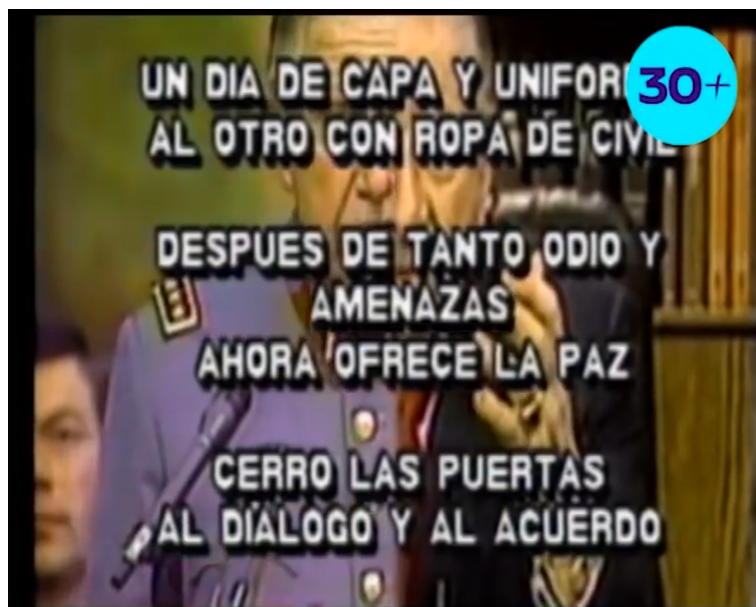 UN DIA DE CAPA Y UNIFOR
30+
AL OTRO CON ROPA DE CIVIL
DESPUES DE TANTO ODIO Y
AMENAZAS
AHORA OFRECE LA PAZ
CERRO LAS PUERTAS
AL DIALOGO Y AL ACUERDO